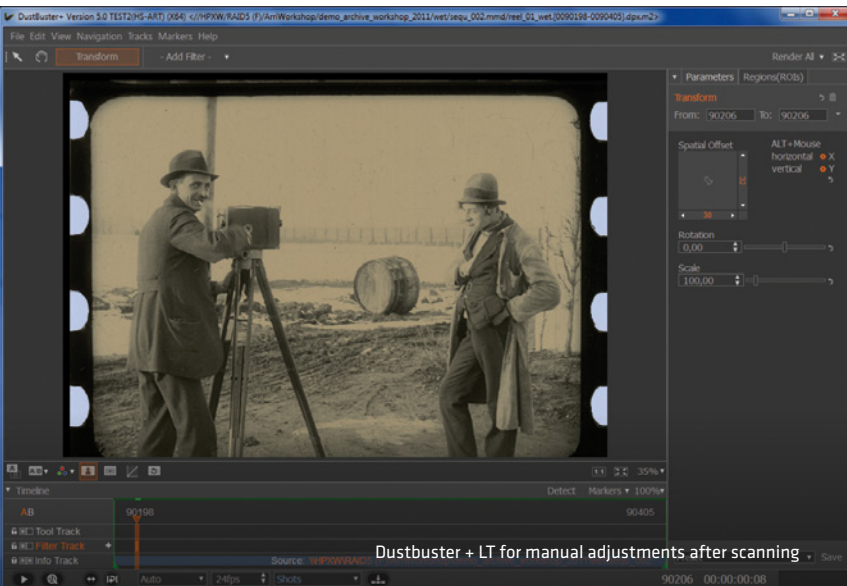 DustBuster+ Version 5.0 TEST2(HS-ART) (X64) <//HPXW/RAID5 (F)/ArriWorkshop/demo_archive_workshop_2011/wet/sequ_002.mmd/reel_01_wet.[0090198-0090405].dpx.m2>
File Edit View Navigation Tracks Markers Help
Transform - Add Filter - Render All
Parameters Regions(ROIs)
Transform
From: 90206 To: 90206
Spatial Offset ALT+Mouse
horizontal X
vertical Y
30
Rotation
0,00
Scale
100,00
1:1 35%
Timeline Detect Markers 100%
AB 90198 90405
Tool Track
Filter Track
Dustbuster + LT for manual adjustments after scanning Save
Info Track Source:
Auto 24fps Shots 90206 00:00:00:08